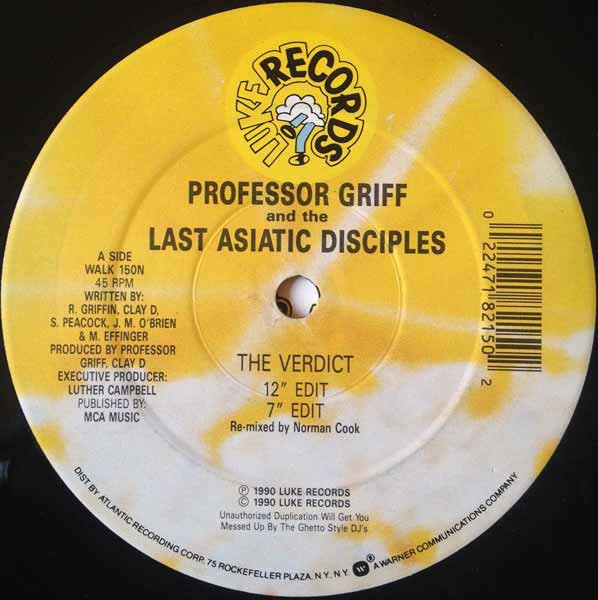 LUKE RECORDS
PROFESSOR GRIFF
and the
LAST ASIATIC DISCIPLES
A SIDE
WALK 150N
45 RPM
WRITTEN BY:
R. GRIFFIN, CLAY D,
S. PEACOCK, J. M. O'BRIEN
& M. EFFINGER
PRODUCED BY PROFESSOR
GRIFF, CLAY D
EXECUTIVE PRODUCER:
LUTHER CAMPBELL
PUBLISHED BY:
MCA MUSIC
0 22471 82150 2
THE VERDICT
12" EDIT
7" EDIT
Re-mixed by Norman Cook
℗ 1990 LUKE RECORDS
© 1990 LUKE RECORDS
Unauthorized Duplication Will Get You
Messed Up By The Ghetto Style DJ's
DIST BY ATLANTIC RECORDING CORP. 75 ROCKEFELLER PLAZA, N.Y. N.Y. W ® A WARNER COMMUNICATIONS COMPANY